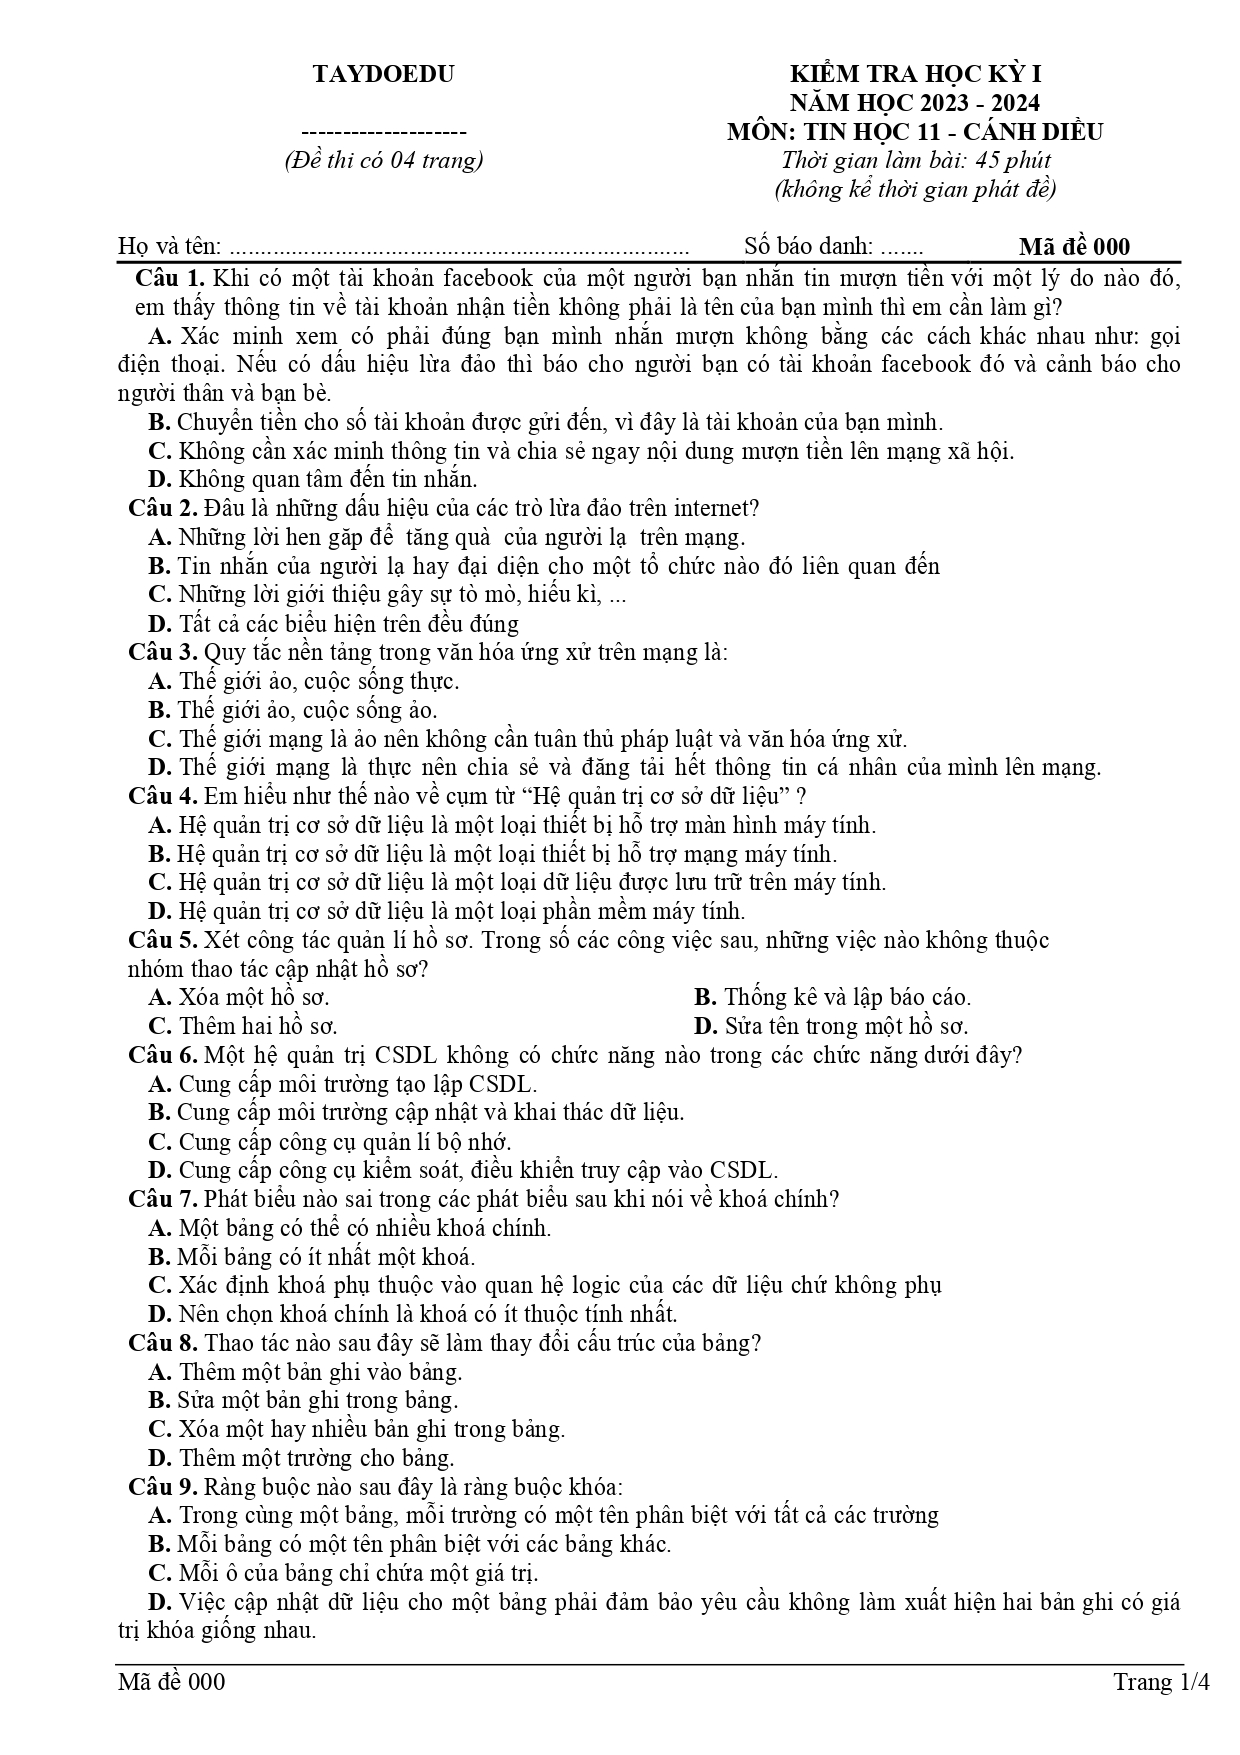 TAYDOEDU
--------------------
(Đề thi có 04 trang)
KIỂM TRA HỌC KỲ I
NĂM HỌC 2023 - 2024
MÔN: TIN HỌC 11 - CÁNH DIỀU
Thời gian làm bài: 45 phút
(không kể thời gian phát đề)
Họ và tên: ........................................................................... Số báo danh: ....... Mã đề 000
Câu 1. Khi có một tài khoản facebook của một người bạn nhắn tin mượn tiền với một lý do nào đó,
em thấy thông tin về tài khoản nhận tiền không phải là tên của bạn mình thì em cần làm gì?
A. Xác minh xem có phải đúng bạn mình nhắn mượn không bằng các cách khác nhau như: gọi
điện thoại. Nếu có dấu hiệu lừa đảo thì báo cho người bạn có tài khoản facebook đó và cảnh báo cho
người thân và bạn bè.
B. Chuyển tiền cho số tài khoản được gửi đến, vì đây là tài khoản của bạn mình.
C. Không cần xác minh thông tin và chia sẻ ngay nội dung mượn tiền lên mạng xã hội.
D. Không quan tâm đến tin nhắn.
Câu 2. Đâu là những dấu hiệu của các trò lừa đảo trên internet?
A. Những lời hen găp để tăng quà của người lạ trên mạng.
B. Tin nhắn của người lạ hay đại diện cho một tổ chức nào đó liên quan đến
C. Những lời giới thiệu gây sự tò mò, hiếu kì, ...
D. Tất cả các biểu hiện trên đều đúng
Câu 3. Quy tắc nền tảng trong văn hóa ứng xử trên mạng là:
A. Thế giới ảo, cuộc sống thực.
B. Thế giới ảo, cuộc sống ảo.
C. Thế giới mạng là ảo nên không cần tuân thủ pháp luật và văn hóa ứng xử.
D. Thế giới mạng là thực nên chia sẻ và đăng tải hết thông tin cá nhân của mình lên mạng.
Câu 4. Em hiểu như thế nào về cụm từ “Hệ quản trị cơ sở dữ liệu” ?
A. Hệ quản trị cơ sở dữ liệu là một loại thiết bị hỗ trợ màn hình máy tính.
B. Hệ quản trị cơ sở dữ liệu là một loại thiết bị hỗ trợ mạng máy tính.
C. Hệ quản trị cơ sở dữ liệu là một loại dữ liệu được lưu trữ trên máy tính.
D. Hệ quản trị cơ sở dữ liệu là một loại phần mềm máy tính.
Câu 5. Xét công tác quản lí hồ sơ. Trong số các công việc sau, những việc nào không thuộc
nhóm thao tác cập nhật hồ sơ?
A. Xóa một hồ sơ. B. Thống kê và lập báo cáo.
C. Thêm hai hồ sơ. D. Sửa tên trong một hồ sơ.
Câu 6. Một hệ quản trị CSDL không có chức năng nào trong các chức năng dưới đây?
A. Cung cấp môi trường tạo lập CSDL.
B. Cung cấp môi trường cập nhật và khai thác dữ liệu.
C. Cung cấp công cụ quản lí bộ nhớ.
D. Cung cấp công cụ kiểm soát, điều khiển truy cập vào CSDL.
Câu 7. Phát biểu nào sai trong các phát biểu sau khi nói về khoá chính?
A. Một bảng có thể có nhiều khoá chính.
B. Mỗi bảng có ít nhất một khoá.
C. Xác định khoá phụ thuộc vào quan hệ logic của các dữ liệu chứ không phụ
D. Nên chọn khoá chính là khoá có ít thuộc tính nhất.
Câu 8. Thao tác nào sau đây sẽ làm thay đổi cấu trúc của bảng?
A. Thêm một bản ghi vào bảng.
B. Sửa một bản ghi trong bảng.
C. Xóa một hay nhiều bản ghi trong bảng.
D. Thêm một trường cho bảng.
Câu 9. Ràng buộc nào sau đây là ràng buộc khóa:
A. Trong cùng một bảng, mỗi trường có một tên phân biệt với tất cả các trường
B. Mỗi bảng có một tên phân biệt với các bảng khác.
C. Mỗi ô của bảng chỉ chứa một giá trị.
D. Việc cập nhật dữ liệu cho một bảng phải đảm bảo yêu cầu không làm xuất hiện hai bản ghi có giá
trị khóa giống nhau.
Mã đề 000 Trang 1/4